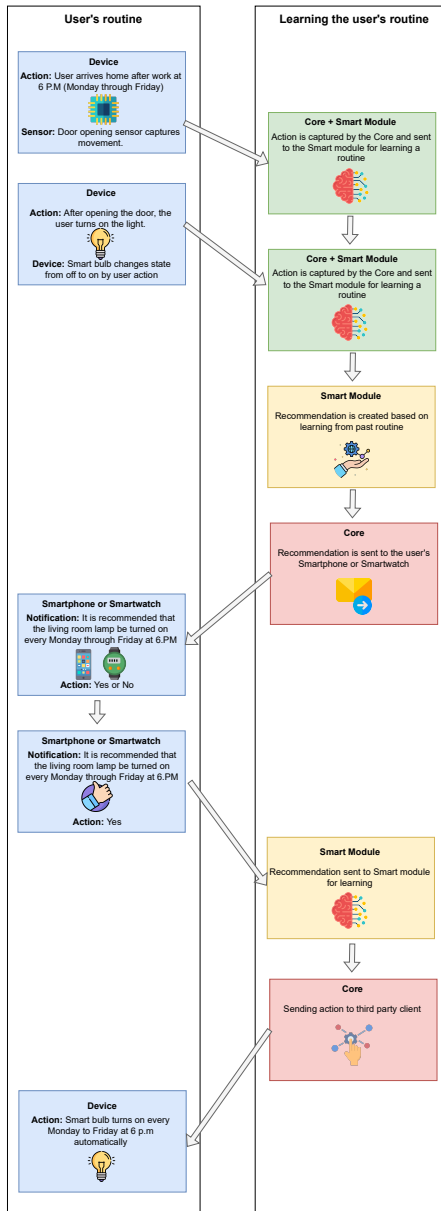 User's routine
Device
Action: User arrives home after work at
6 P.M (Monday through Friday)
Sensor: Door opening sensor captures
movement.
Device
Action: After opening the door, the
user turns on the light.
Device: Smart bulb changes state
from off to on by user action
Smartphone or Smartwatch
Notification: It is recommended that
the living room lamp be turned on
every Monday through Friday at 6.PM
Action: Yes or No
Smartphone or Smartwatch
Notification: It is recommended that
the living room lamp be turned on
every Monday through Friday at 6.PM
Action: Yes
Device
Action: Smart bulb turns on every
Monday to Friday at 6 p.m
automatically
Learning the user's routine
Core + Smart Module
Action is captured by the Core and sent
to the Smart module for learning a
routine
Core + Smart Module
Action is captured by the Core and sent
to the Smart module for learning a
routine
Smart Module
Recommendation is created based on
learning from past routine
Core
Recommendation is sent to the user's
Smartphone or Smartwatch
Smart Module
Recommendation sent to Smart module
for learning
Core
Sending action to third party client